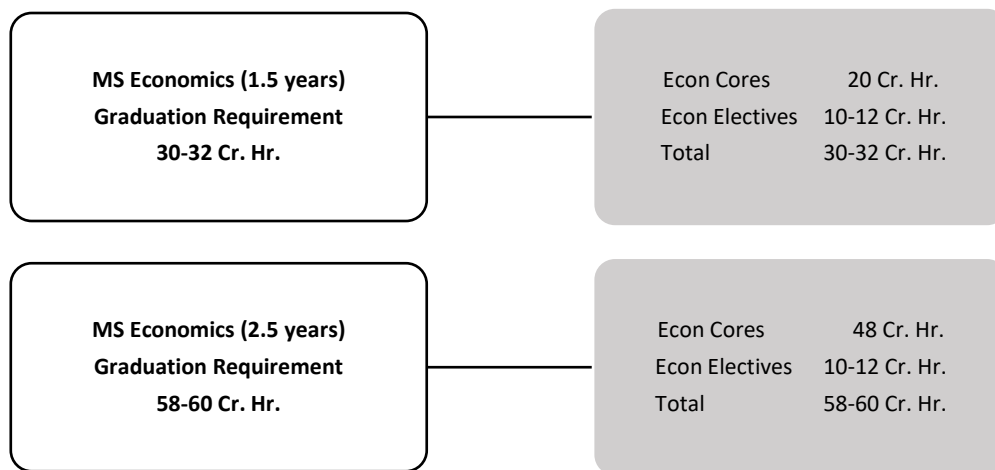 MS Economics (1.5 years)
Graduation Requirement
30-32 Cr. Hr.
Econ Cores 20 Cr. Hr.
Econ Electives 10-12 Cr. Hr.
Total 30-32 Cr. Hr.
MS Economics (2.5 years)
Graduation Requirement
58-60 Cr. Hr.
Econ Cores 48 Cr. Hr.
Econ Electives 10-12 Cr. Hr.
Total 58-60 Cr. Hr.